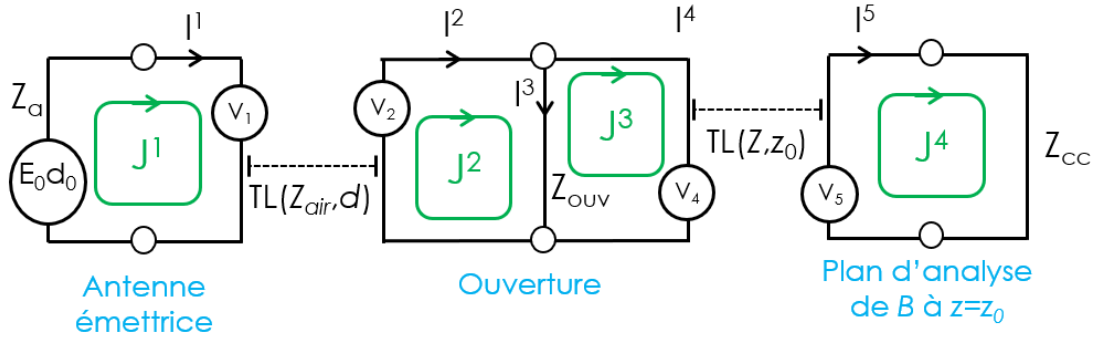 I¹
I²
I⁴
I⁵
Zₐ
V₁
V₂
I³
J¹
J²
J³
J⁴
TL(Z,z₀)
Z_cc
E₀d₀
TL(Z_air,d)
Z_OUV
V₄
V₅
Antenne
émettrice
Ouverture
Plan d'analyse
de B à z=z₀